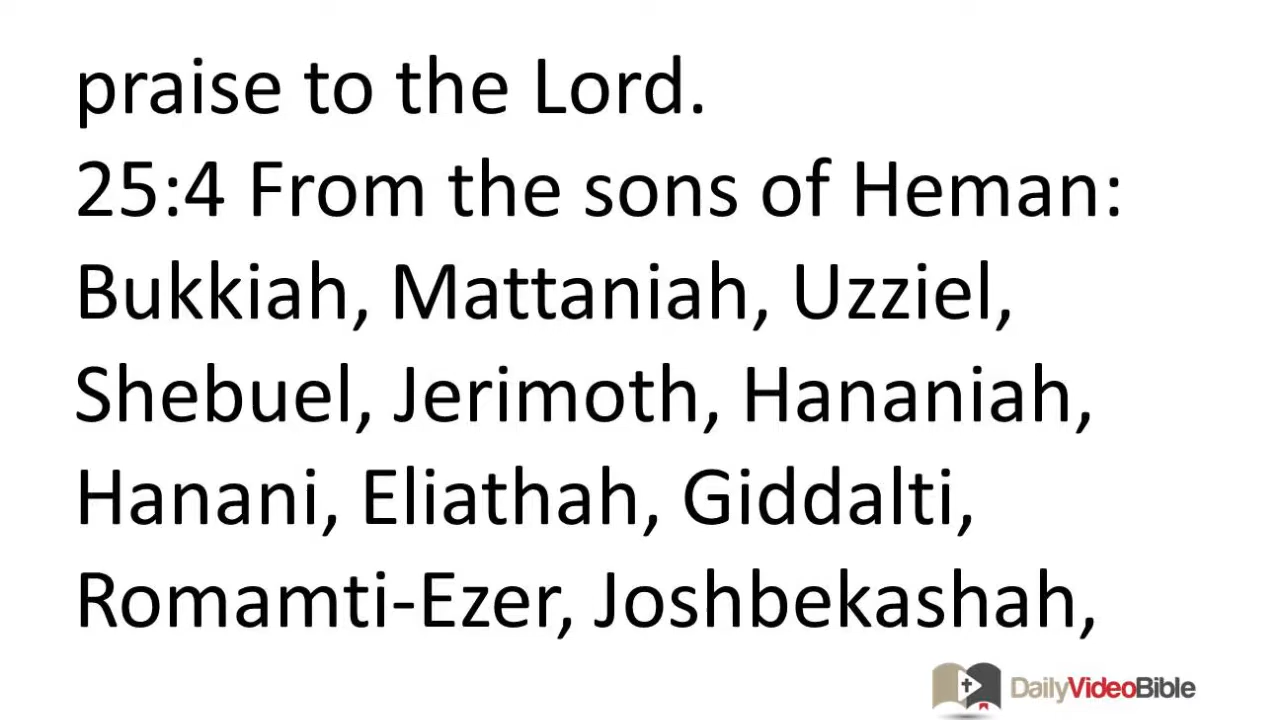 praise to the Lord.
25:4 From the sons of Heman:
Bukkiah, Mattaniah, Uzziel,
Shebuel, Jerimoth, Hananiah,
Hanani, Eliathah, Giddalti,
Romamti-Ezer, Joshbekashah,
DailyVideoBible